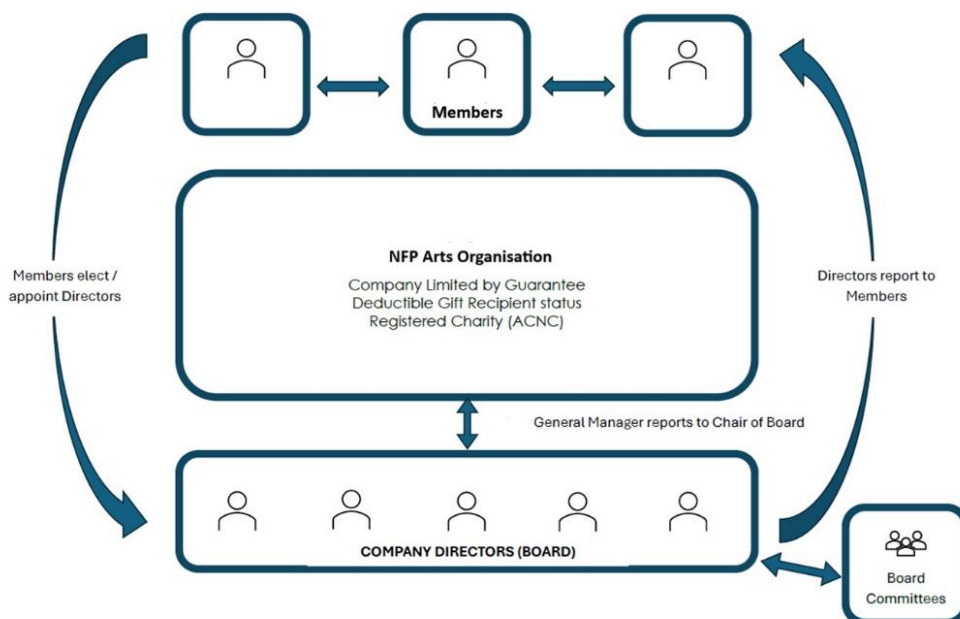 Members
NFP Arts Organisation
Company Limited by Guarantee
Deductible Gift Recipient status
Registered Charity (ACNC)
Members elect /
appoint Directors
Directors report to
Members
General Manager reports to Chair of Board
COMPANY DIRECTORS (BOARD)
Board
Committees